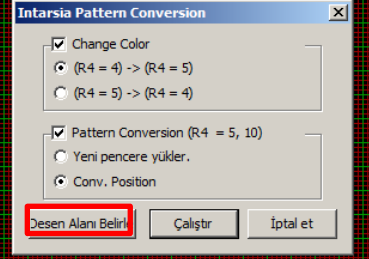 Intarsia Pattern Conversion
Change Color
(R4 = 4) -> (R4 = 5)
(R4 = 5) -> (R4 = 4)
Pattern Conversion (R4 = 5, 10)
Yeni pencere yükler.
Conv. Position
Desen Alanı Belirle Çalıştır İptal et